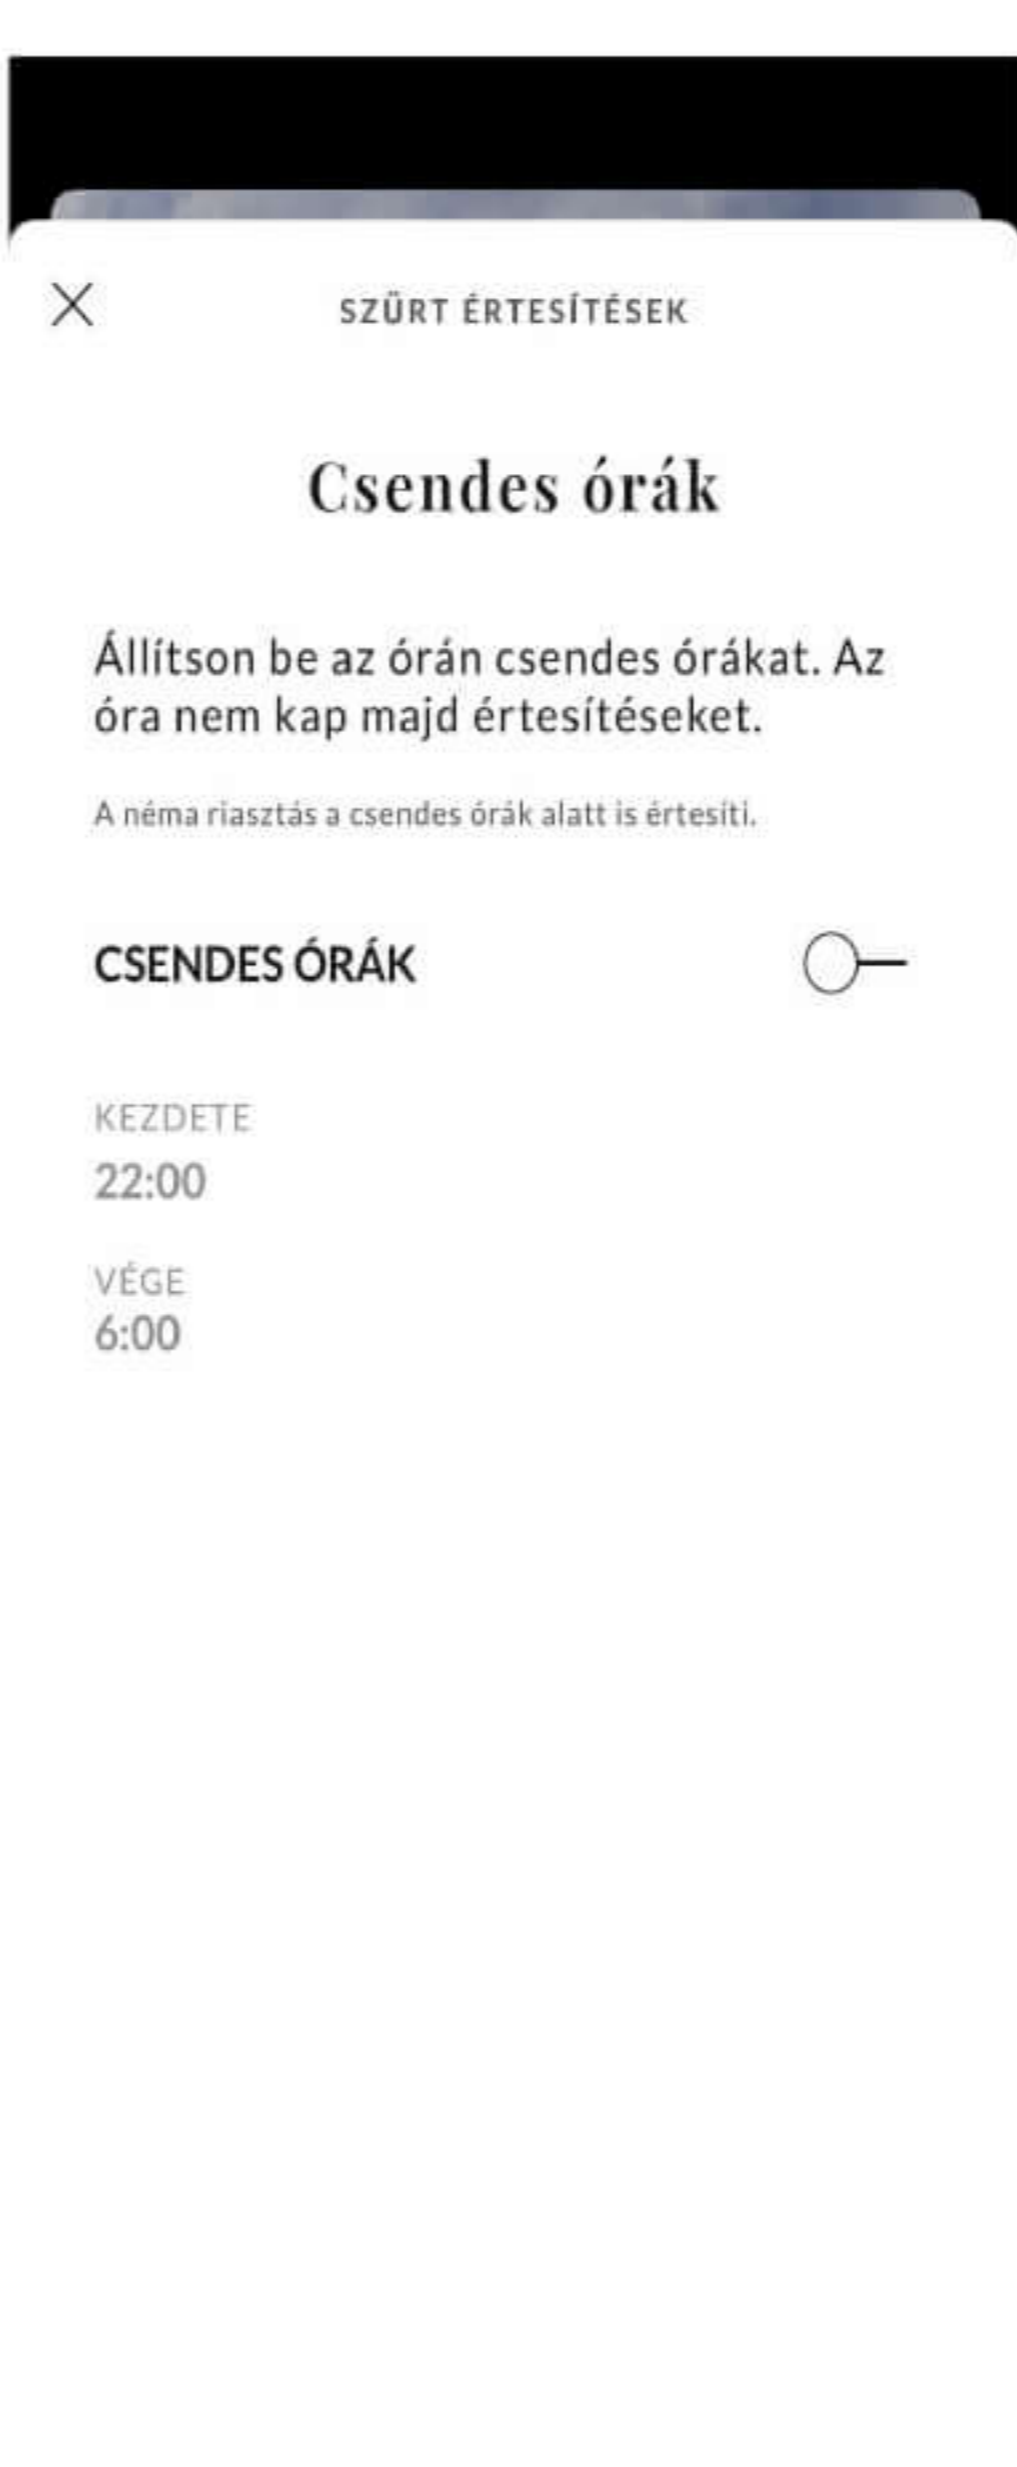 SZŰRT ÉRTESÍTÉSEK
Csendes órák
Állítson be az órán csendes órákat. Az
óra nem kap majd értesítéseket.
A néma riasztás a csendes órák alatt is értesíti.
CSENDES ÓRÁK
KEZDETE
22:00
VÉGE
6:00